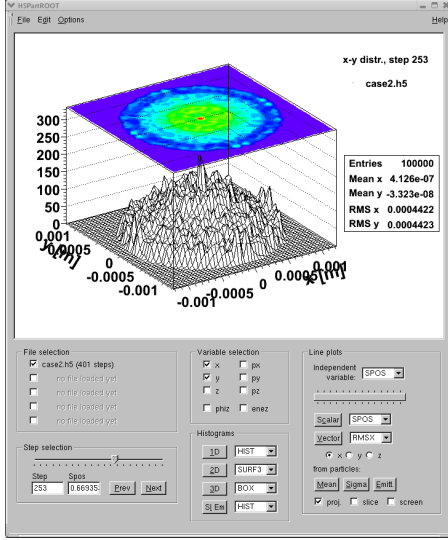 H5PartROOT
File Edit Options Help
x-y distr., step 253
case2.h5
300
250
200
150
100
50
0
Entries 100000
Mean x 4.126e-07
Mean y -3.323e-08
RMS x 0.0004422
RMS y 0.0004423
0.001
0.0005
0
-0.0005
-0.001
y [m]
-0.001
-0.0005
0
0.0005
0.001
x [m]
File selection
case2.h5 (401 steps)
no file loaded yet
no file loaded yet
no file loaded yet
no file loaded yet
Step selection
Step Spos
253 0.66935 Prev Next
Variable selection
x px
y py
z pz
phiz enez
Histograms
1D HIST
2D SURF3
3D BOX
Sl Em HIST
Line plots
Independent
variable: SPOS
Scalar SPOS
Vector RMSX
x y z
from particles:
Mean Sigma Emitt.
proj. slice screen